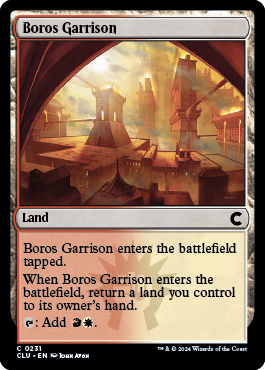 Boros Garrison
Land
Boros Garrison enters the battlefield
tapped.
When Boros Garrison enters the
battlefield, return a land you control
to its owner's hand.
: Add .
C 0231
CLU • EN John Avon
™ & © 2024 Wizards of the Coast